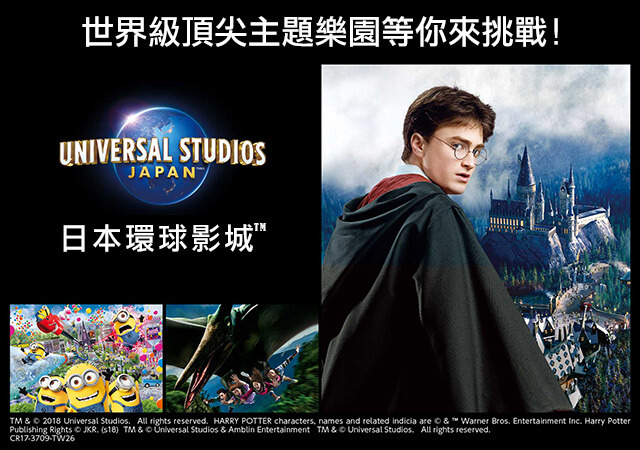 世界級頂尖主題樂園等你來挑戰!
UNIVERSAL STUDIOS
JAPAN
日本環球影城™
TM & © 2018 Universal Studios. All rights reserved. HARRY POTTER characters, names and related indicia are © & ™ Warner Bros. Entertainment Inc. Harry Potter
Publishing Rights © JKR. (s18) TM & © Universal Studios & Amblin Entertainment TM & © Universal Studios. All rights reserved.
CR17-3709-TW26